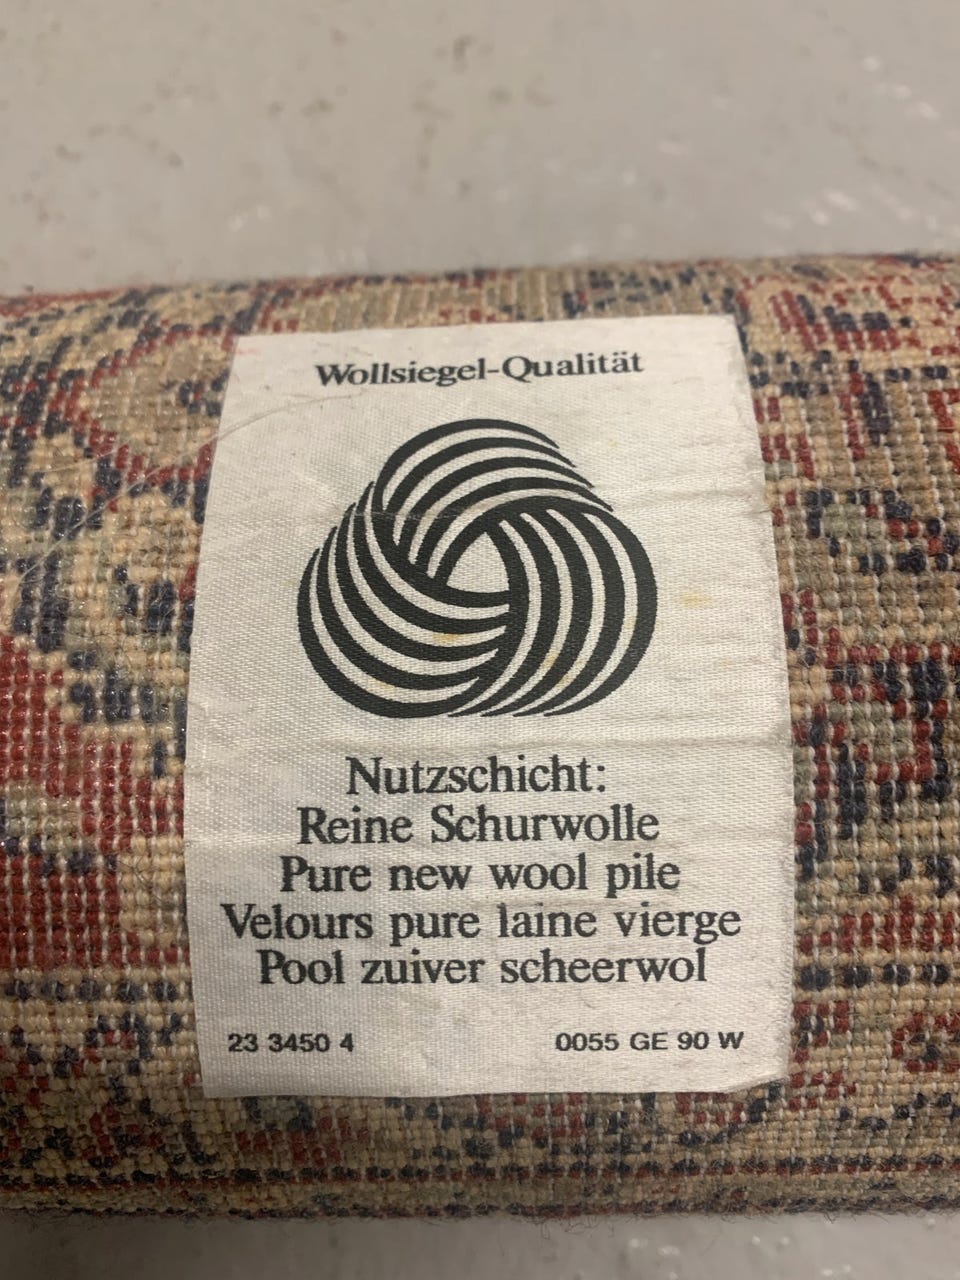 Wollsiegel-Qualität
Nutzschicht:
Reine Schurwolle
Pure new wool pile
Velours pure laine vierge
Pool zuiver scheerwol
23 3450 4 0055 GE 90 W